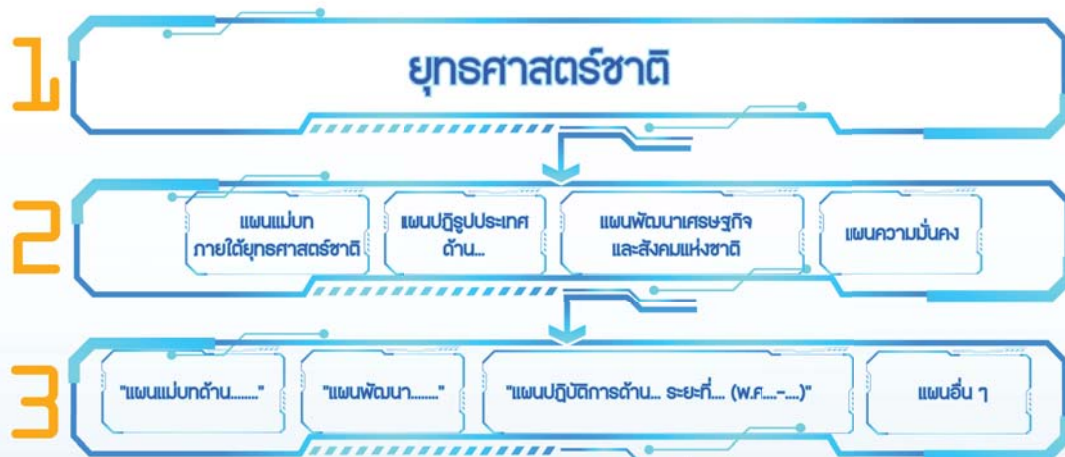 1
ยุทธศาสตร์ชาติ
2
แผนแม่บท
ภายใต้ยุทธศาสตร์ชาติ
แผนปฏิรูปประเทศ
ด้าน...
แผนพัฒนาเศรษฐกิจ
และสังคมแห่งชาติ
แผนความมั่นคง
3
"แผนแม่บทด้าน........"
"แผนพัฒนา........"
"แผนปฏิบัติการด้าน... ระยะที่.... (พ.ศ....-....)"
แผนอื่น ๆ